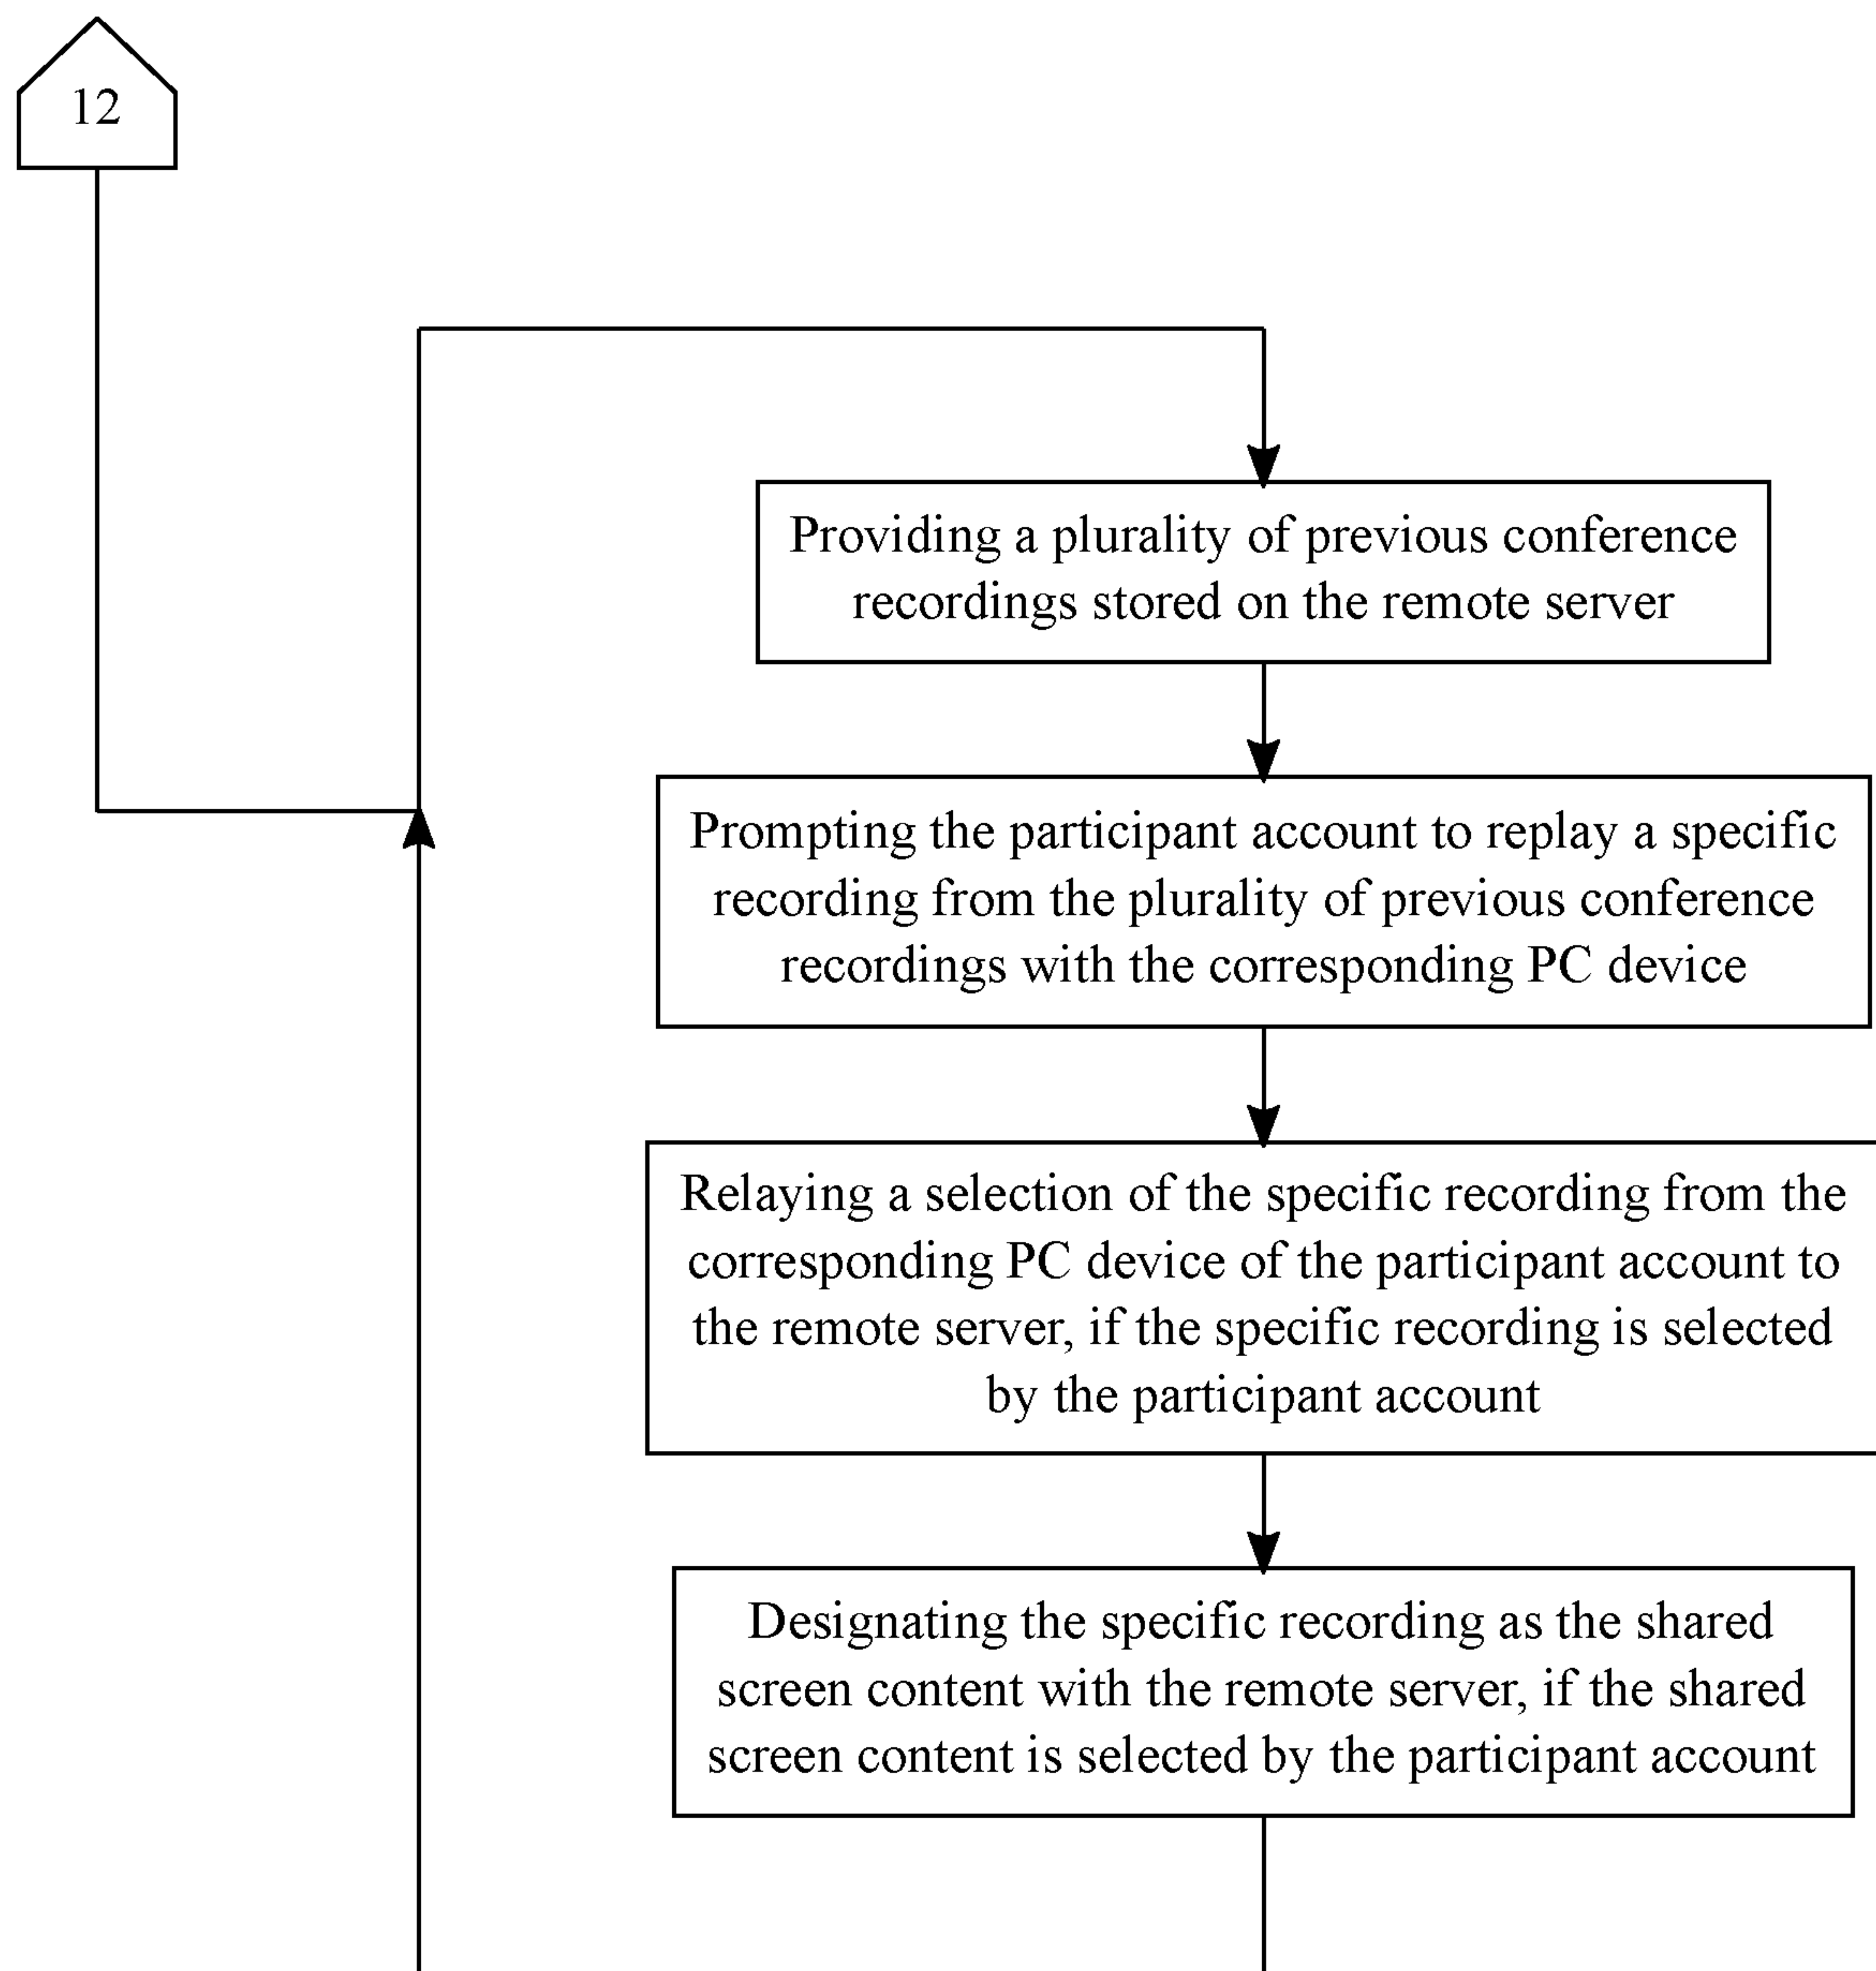 12
Providing a plurality of previous conference
recordings stored on the remote server
Prompting the participant account to replay a specific
recording from the plurality of previous conference
recordings with the corresponding PC device
Relaying a selection of the specific recording from the
corresponding PC device of the participant account to
the remote server, if the specific recording is selected
by the participant account
Designating the specific recording as the shared
screen content with the remote server, if the shared
screen content is selected by the participant account